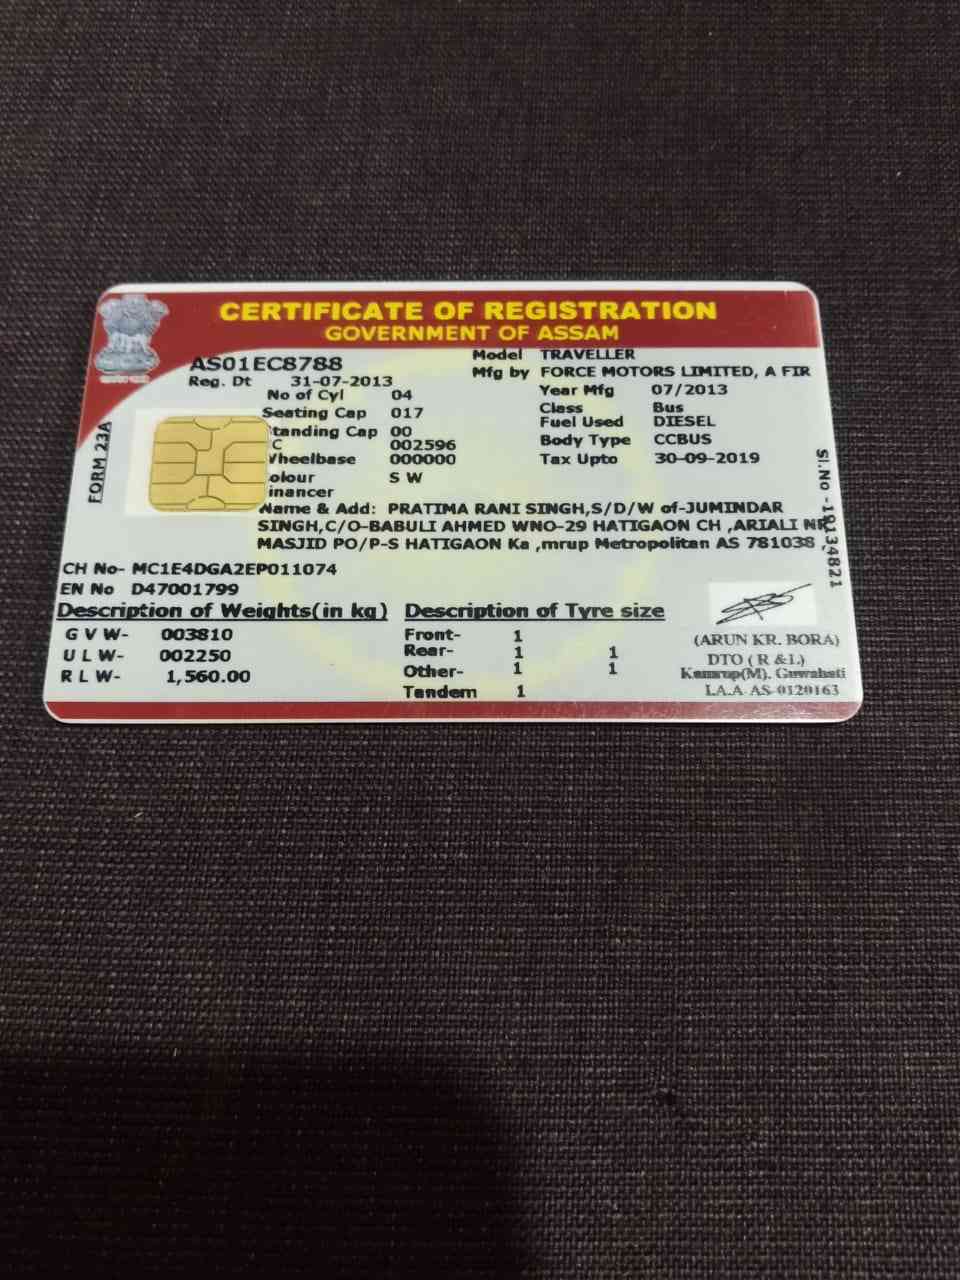 CERTIFICATE OF REGISTRATION
GOVERNMENT OF ASSAM
AS01EC8788
Reg. Dt 31-07-2013
No of Cyl 04
Seating Cap 017
Standing Cap 00
C 002596
Wheelbase 000000
olour S W
inancer
Model TRAVELLER
Mfg by FORCE MOTORS LIMITED, A FIR
Year Mfg 07/2013
Class Bus
Fuel Used DIESEL
Body Type CCBUS
Tax Upto 30-09-2019
FORM 23A
Name & Add: PRATIMA RANI SINGH,S/D/W of-JUMINDAR
SINGH,C/O-BABULI AHMED WNO-29 HATIGAON CH ,ARIALI NR
MASJID PO/P-S HATIGAON Ka ,mrup Metropolitan AS 781038 ,
Sl.No -
CH No- MC1E4DGA2EP011074
EN No D47001799
Description of Weights(in kg)
G V W- 003810
U L W- 002250
R L W- 1,560.00
Description of Tyre size
Front- 1
Rear- 1 1
Other- 1 1
Tandem 1
(ARUN KR. BORA)
DTO ( R &L)
Kamrup(M). Guwahati
I.A.A AS 0120163